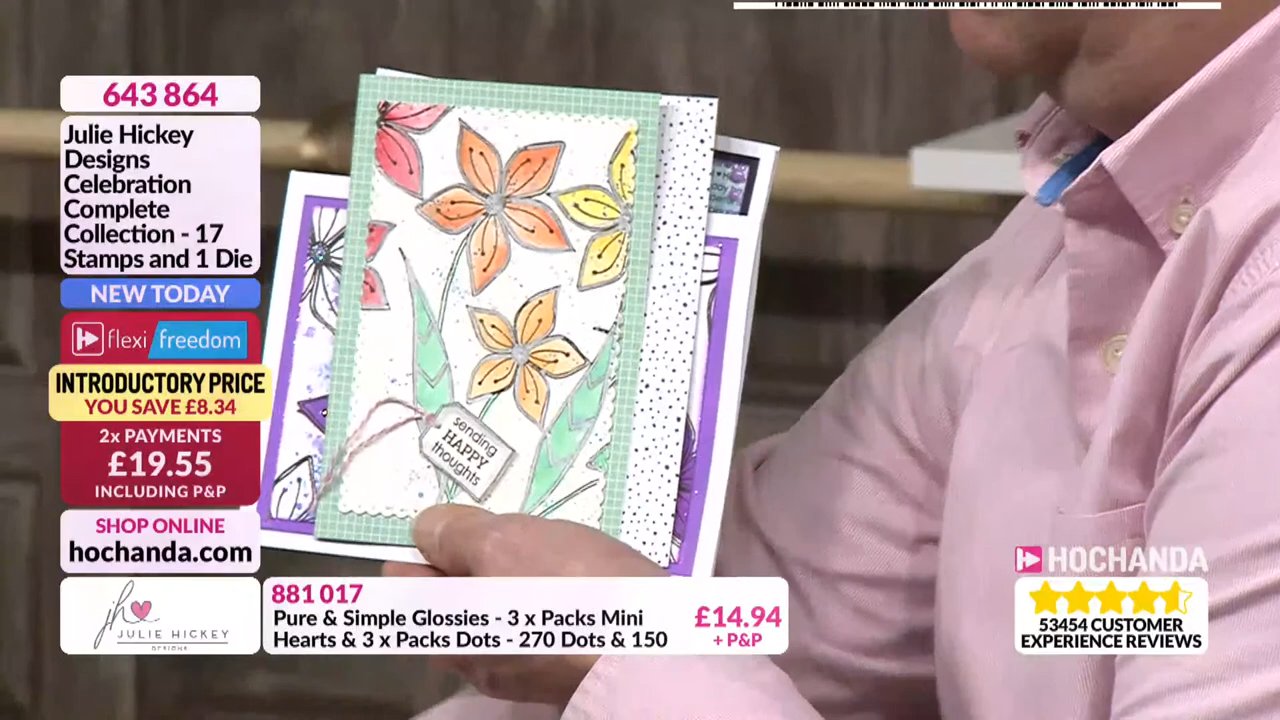 643 864
Julie Hickey
Designs
Celebration
Complete
Collection - 17
Stamps and 1 Die
NEW TODAY
flexi freedom
INTRODUCTORY PRICE
YOU SAVE £8.34
2x PAYMENTS
£19.55
INCLUDING P&P
SHOP ONLINE
hochanda.com
jh
JULIE HICKEY
DESIGNS
sending
HAPPY
thoughts
881 017
Pure & Simple Glossies - 3 x Packs Mini
Hearts & 3 x Packs Dots - 270 Dots & 150
£14.94
+ P&P
HOCHANDA
53454 CUSTOMER
EXPERIENCE REVIEWS